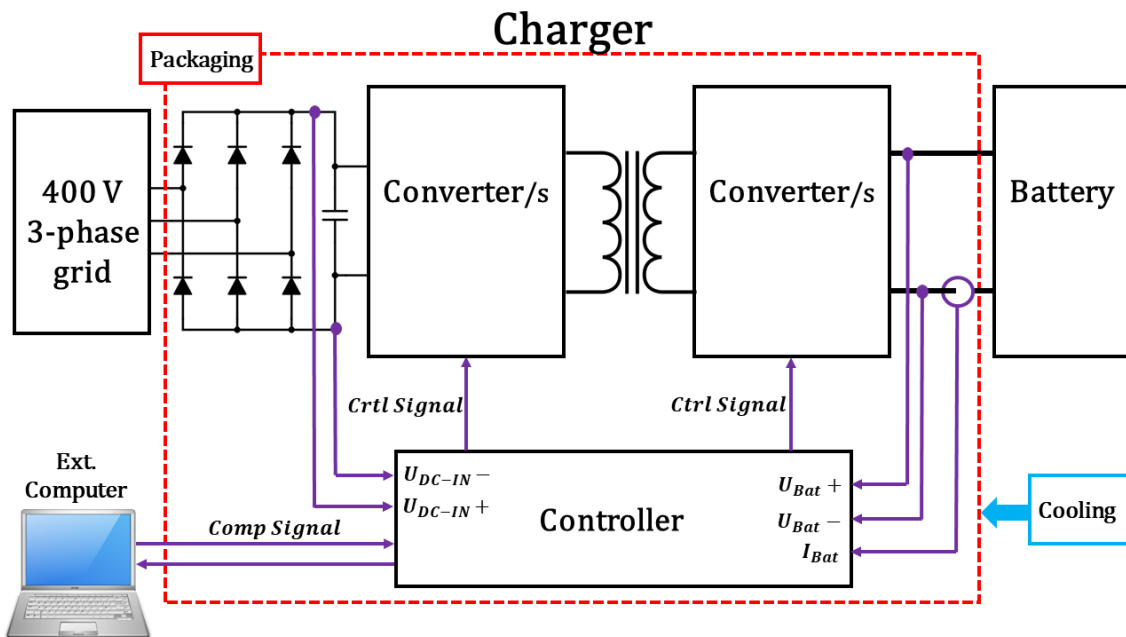 Charger
Packaging
400 V
3-phase
grid
Converter/s
Converter/s
Battery
Crtl Signal
Ctrl Signal
Ext.
Computer
U_DC−IN −
U_DC−IN +
Comp Signal
Controller
U_Bat +
U_Bat −
I_Bat
Cooling